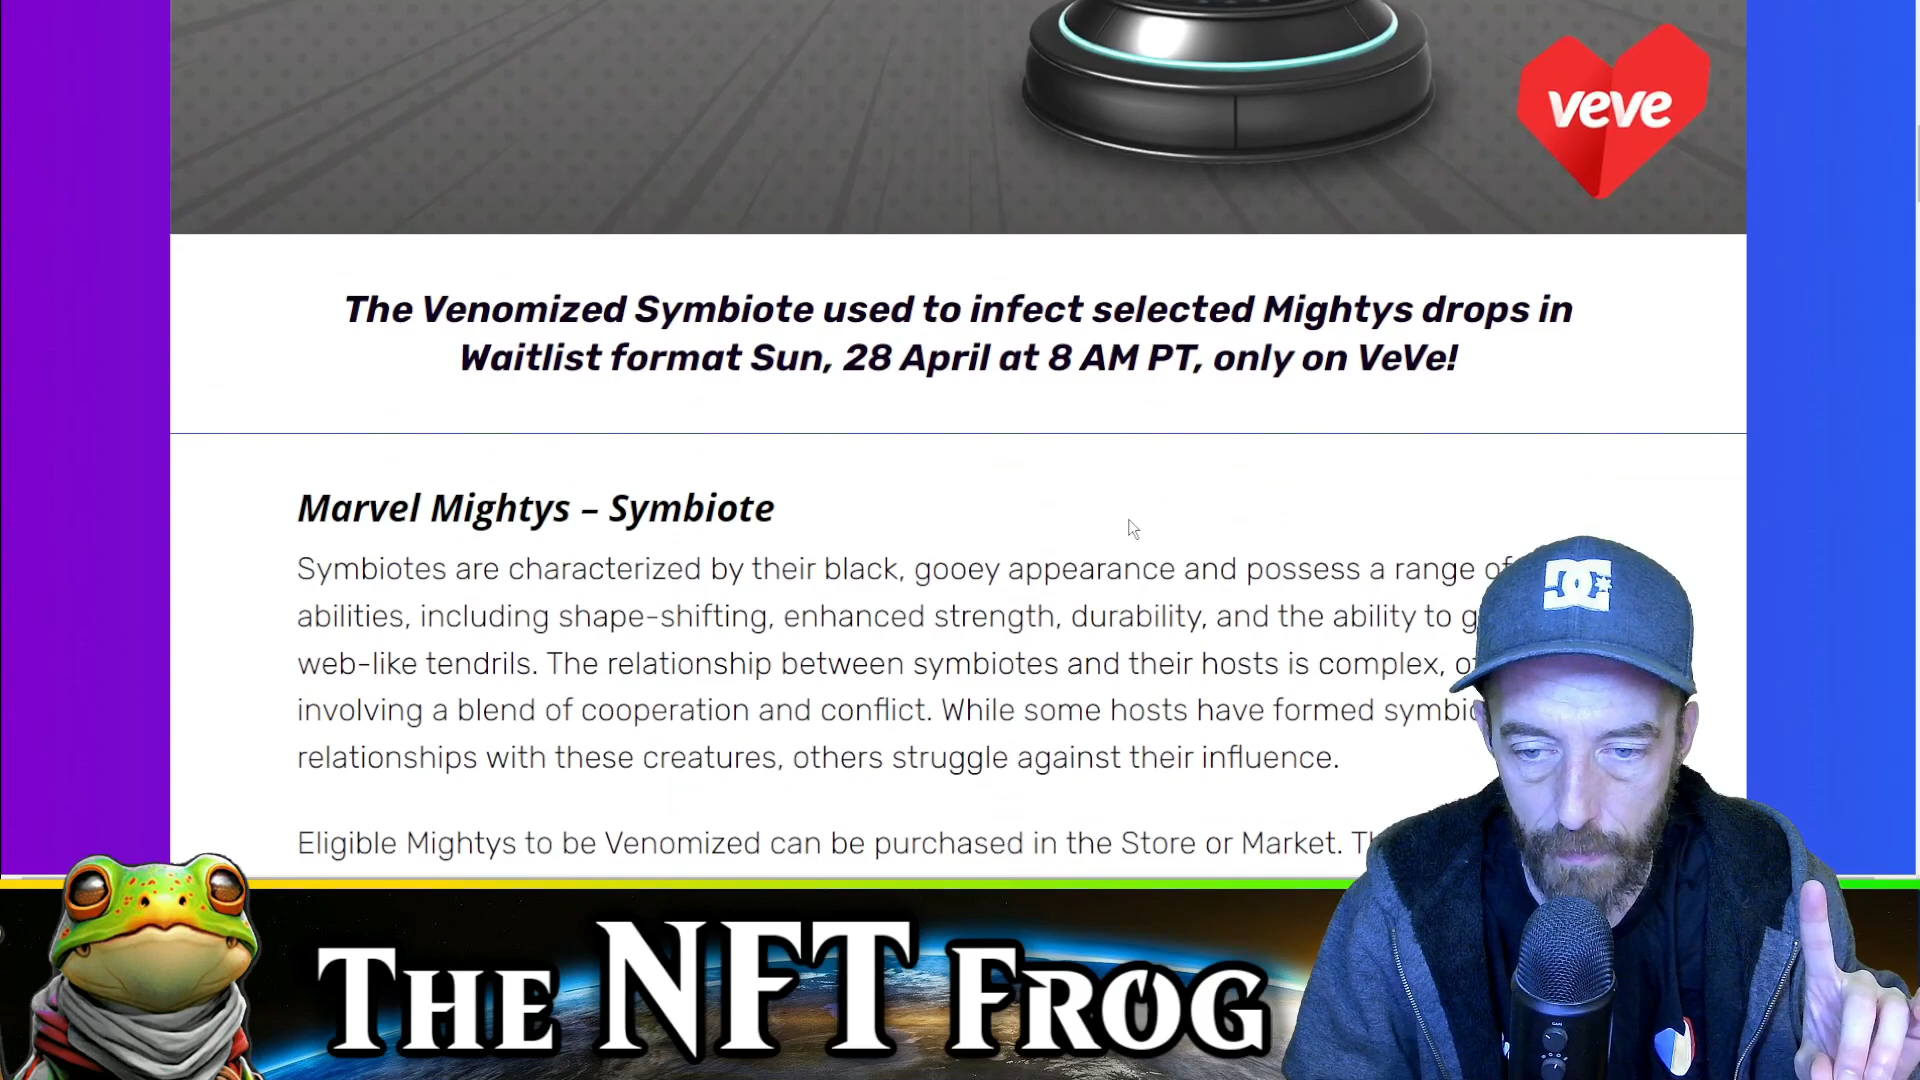 veve
The Venomized Symbiote used to infect selected Mightys drops in
Waitlist format Sun, 28 April at 8 AM PT, only on VeVe!
Marvel Mightys – Symbiote
Symbiotes are characterized by their black, gooey appearance and possess a range of
abilities, including shape-shifting, enhanced strength, durability, and the ability to
web-like tendrils. The relationship between symbiotes and their hosts is complex,
involving a blend of cooperation and conflict. While some hosts have formed
relationships with these creatures, others struggle against their influence.
Eligible Mightys to be Venomized can be purchased in the Store or Market.
DC
THE NFT FROG